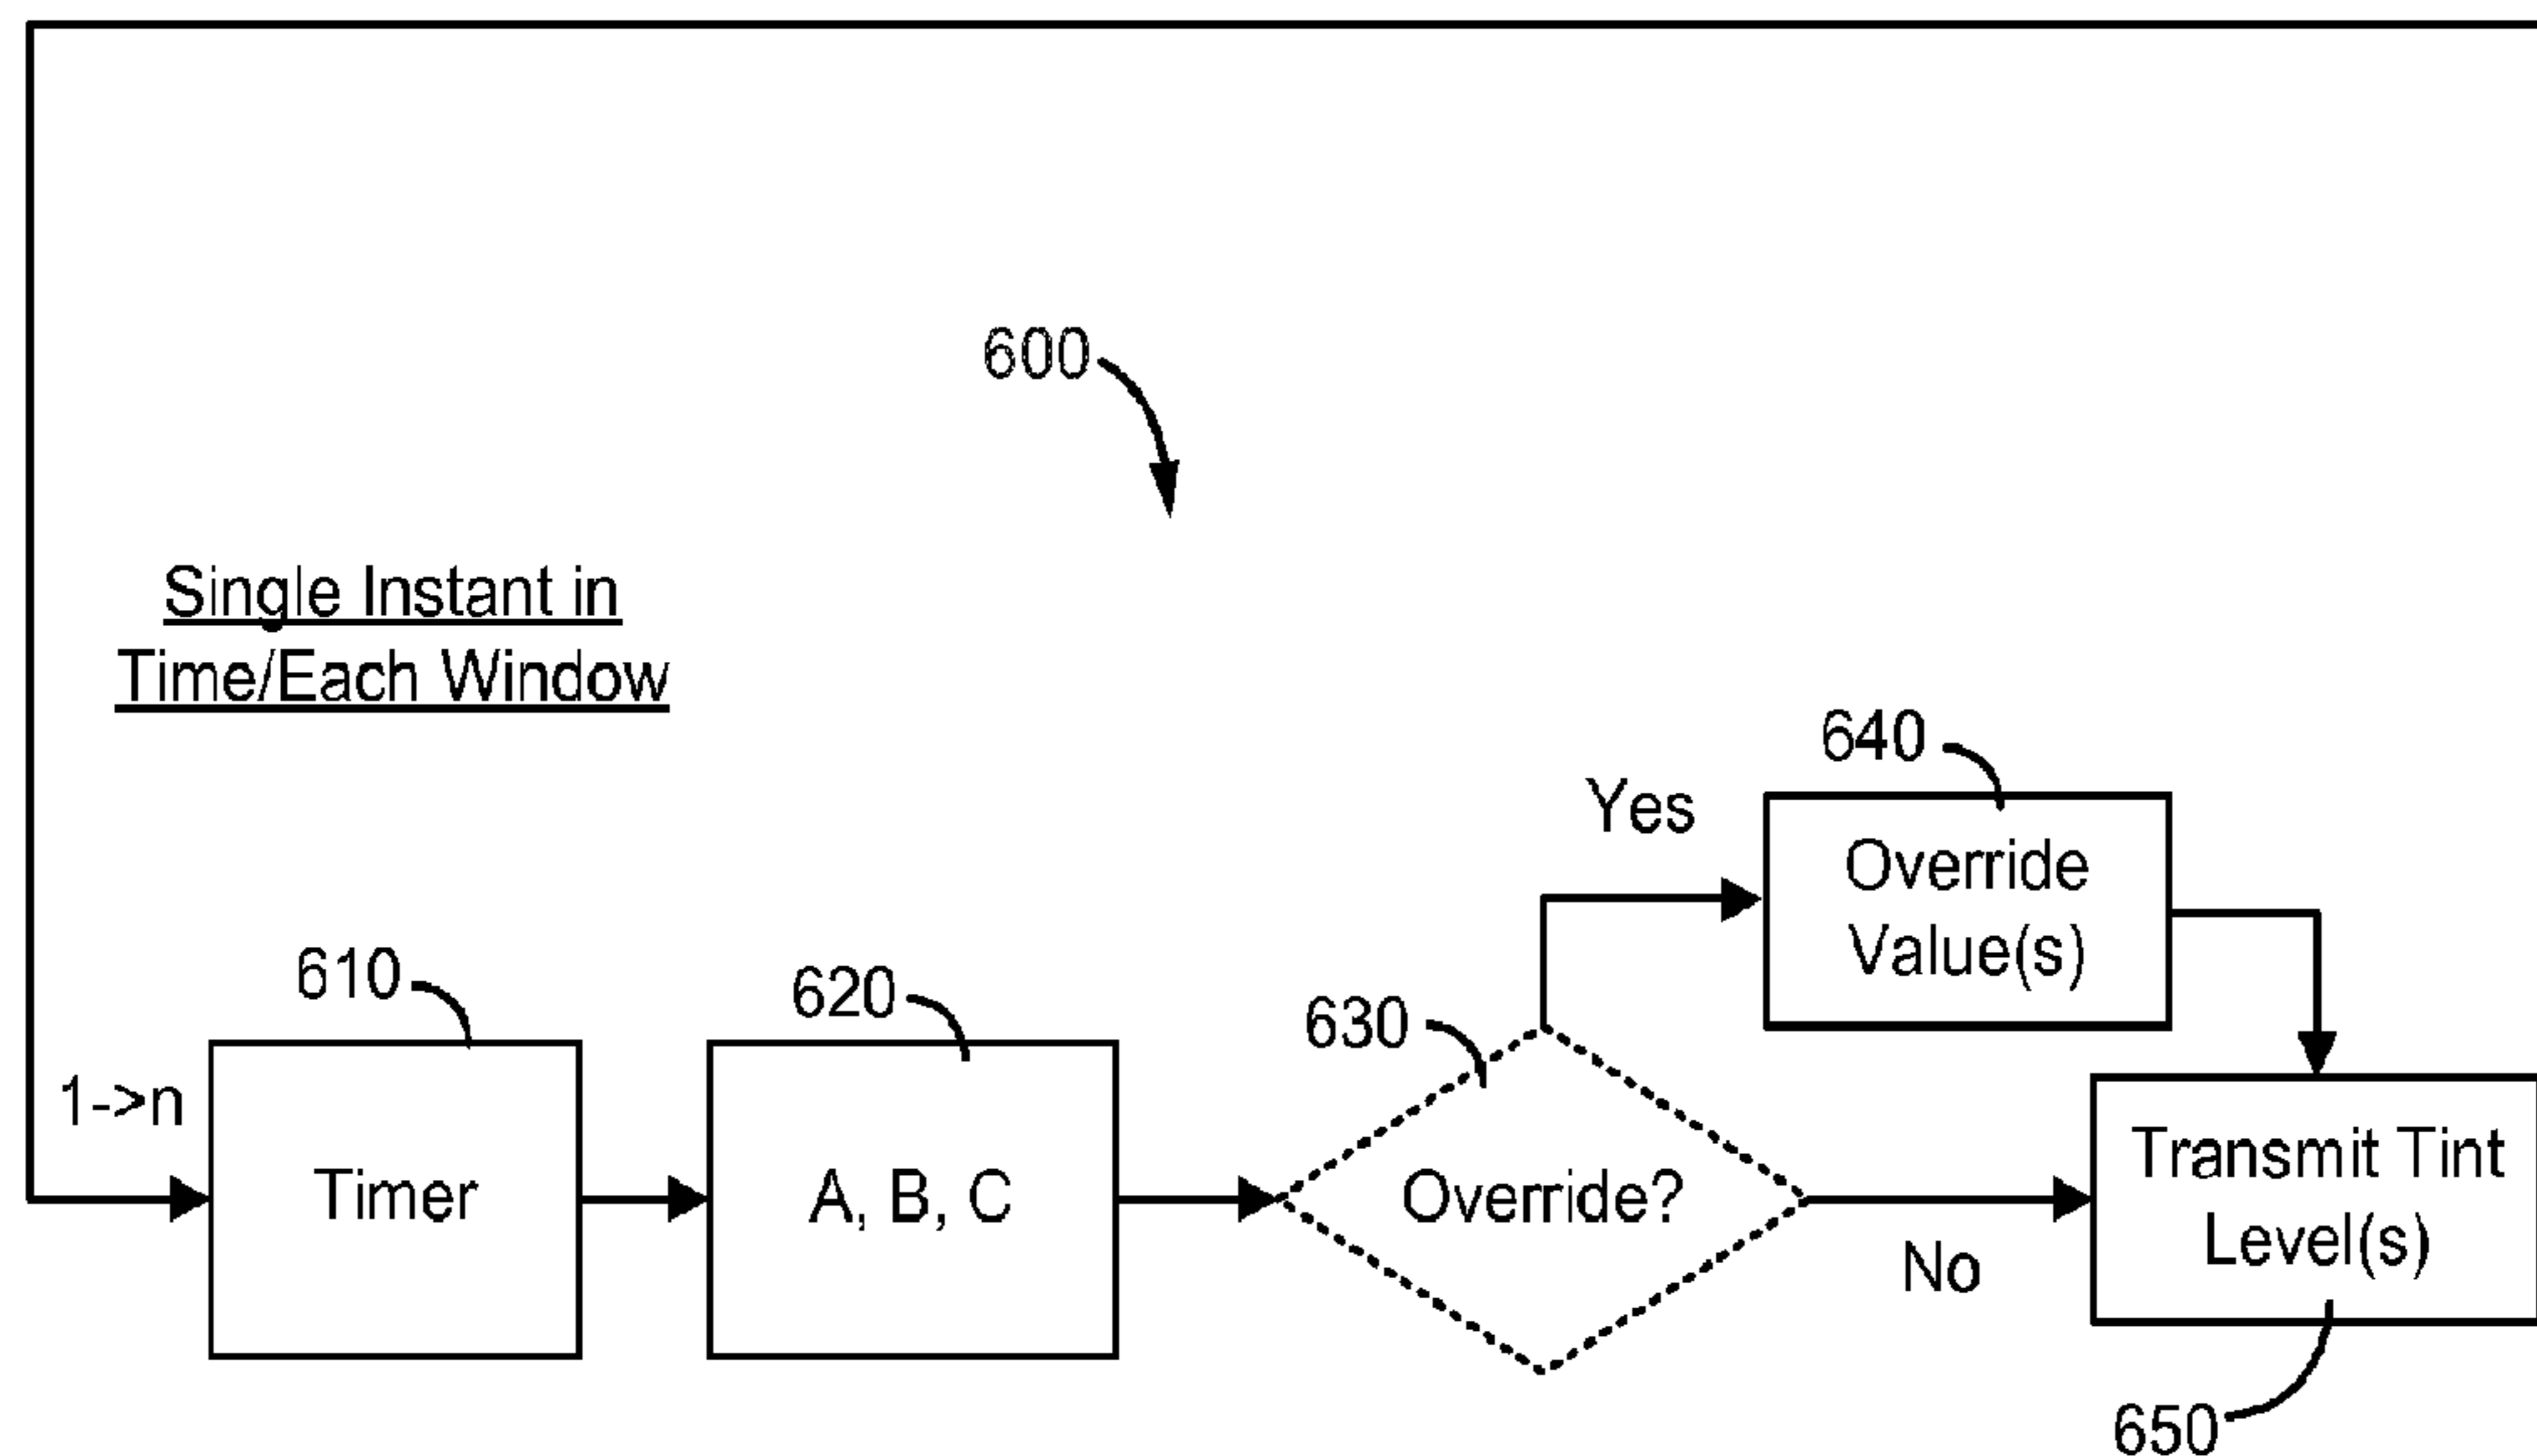 600
Single Instant in
Time/Each Window
640
Yes
Override
Value(s)
610
620
630
1->n
Timer
A, B, C
Override?
No
Transmit Tint
Level(s)
650